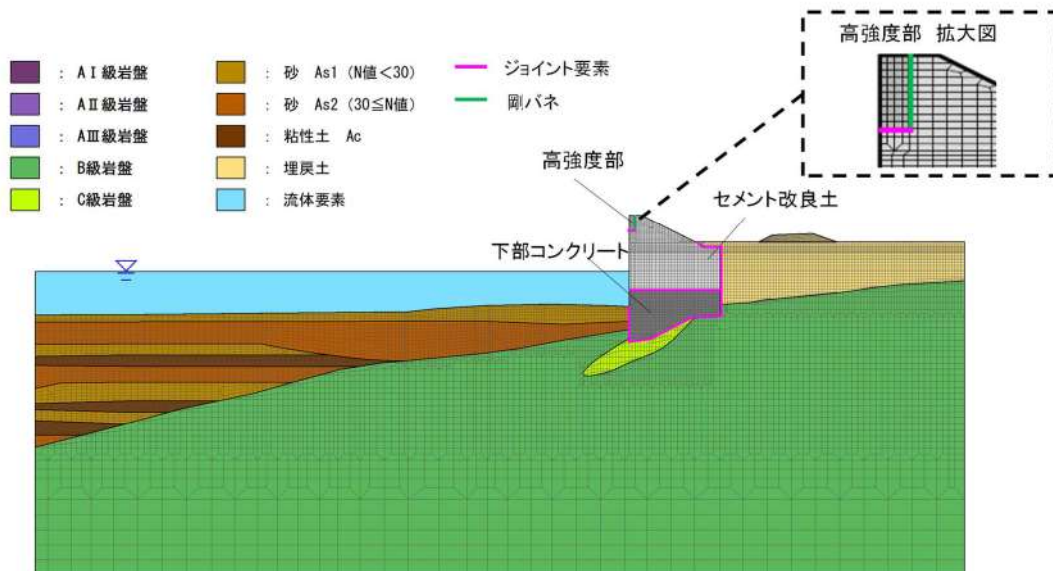 高強度部 拡大図
：AⅠ級岩盤
：AⅡ級岩盤
：AⅢ級岩盤
：B級岩盤
：C級岩盤
：砂 As1（N値＜30）
：砂 As2（30≦N値）
：粘性土 Ac
：埋戻土
：流体要素
ジョイント要素
剛バネ
高強度部
セメント改良土
下部コンクリート